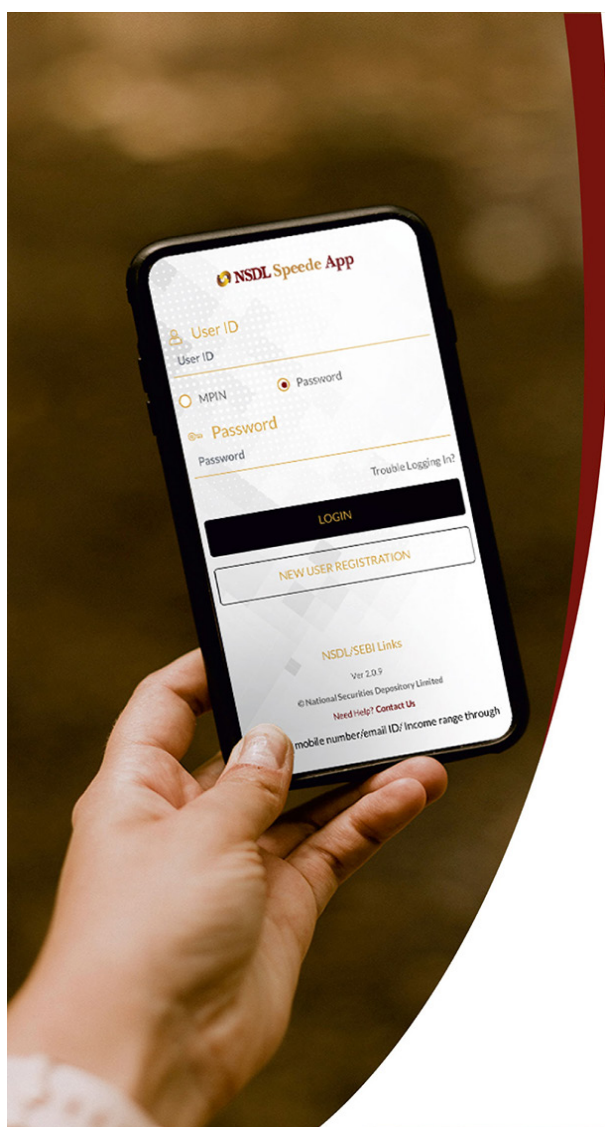 NSDL Speede App
User ID
User ID
MPIN Password
Password
Password
Trouble Logging In?
LOGIN
NEW USER REGISTRATION
NSDL/SEBI Links
Ver 2.0.9
© National Securities Depository Limited
Need Help? Contact Us
mobile number/email ID/ Income range through